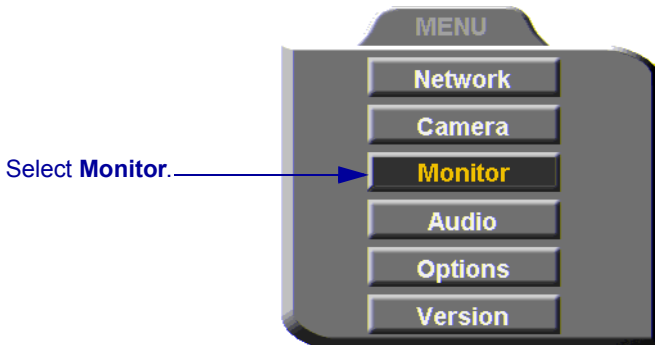 MENU
Network
Camera
Select Monitor.
Monitor
Audio
Options
Version